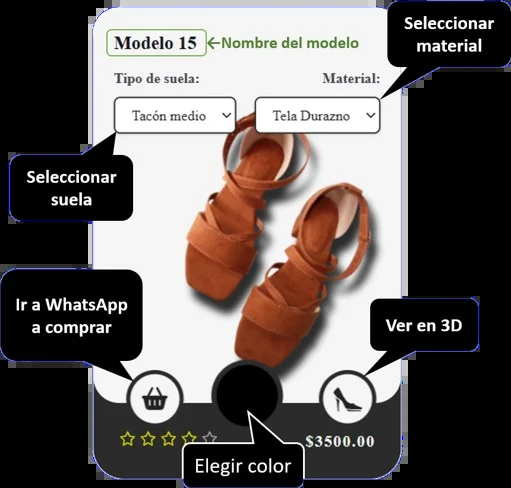 Seleccionar
material
Modelo 15
←Nombre del modelo
Tipo de suela:
Material:
Tacón medio
Tela Durazno
Seleccionar
suela
Ir a WhatsApp
a comprar
Ver en 3D
$3500.00
Elegir color